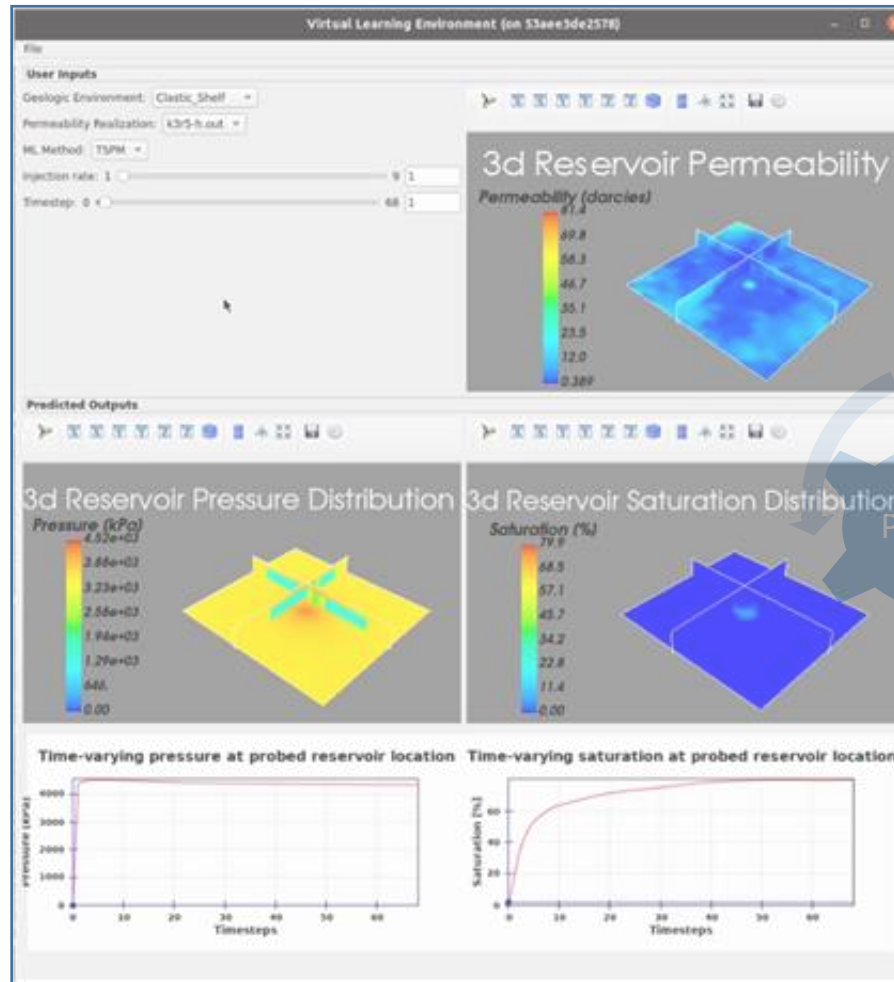 Virtual Learning Environment (on 53aee3de2578)
File
User Inputs
Geologic Environment: Clastic_Shelf
Permeability Realization: k3r5-h.out
ML Method: TSPM
Injection rate: 1 9 1
Timestep: 0 68 1
3d Reservoir Permeability
Permeability (darcies)
81.4
69.8
58.3
46.7
35.1
23.5
12.0
0.389
Predicted Outputs
3d Reservoir Pressure Distribution
Pressure (kPa)
4.52e+03
3.88e+03
3.23e+03
2.58e+03
1.94e+03
1.29e+03
646.
0.00
3d Reservoir Saturation Distribution
Saturation (%)
79.9
68.5
57.1
45.7
34.2
22.8
11.4
0.00
P
Time-varying pressure at probed reservoir location
Pressure (kPa)
4000
3000
2000
1000
0
0 10 20 30 40 50 60
Timesteps
Time-varying saturation at probed reservoir location
Saturation [%]
60
40
20
0
0 10 20 30 40 50 60
Timesteps